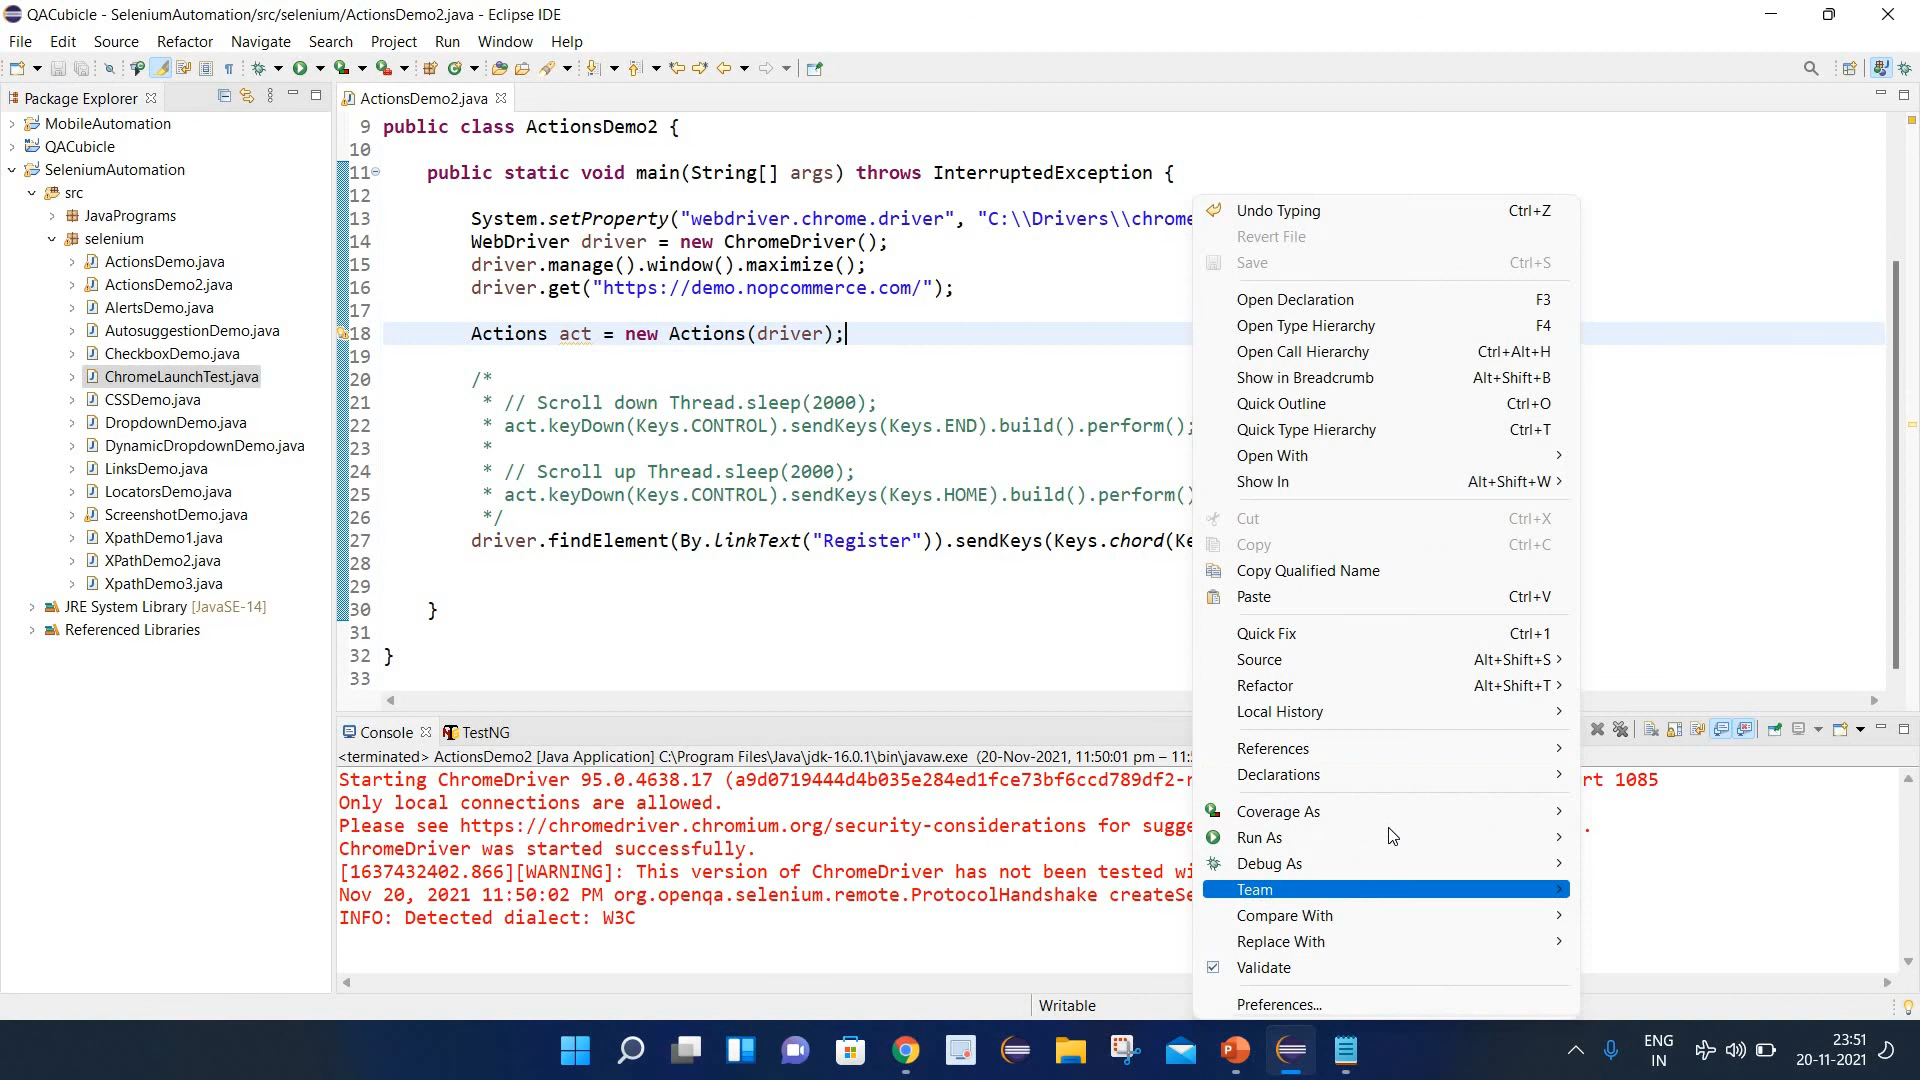 QACubicle - SeleniumAutomation/src/selenium/ActionsDemo2.java - Eclipse IDE
File Edit Source Refactor Navigate Search Project Run Window Help
Package Explorer
MobileAutomation
QACubicle
SeleniumAutomation
src
JavaPrograms
selenium
ActionsDemo.java
ActionsDemo2.java
AlertsDemo.java
AutosuggestionDemo.java
CheckboxDemo.java
ChromeLaunchTest.java
CSSDemo.java
DropdownDemo.java
DynamicDropdownDemo.java
LinksDemo.java
LocatorsDemo.java
ScreenshotDemo.java
XpathDemo1.java
XPathDemo2.java
XpathDemo3.java
JRE System Library [JavaSE-14]
Referenced Libraries
ActionsDemo2.java
9 public class ActionsDemo2 {
10
11 public static void main(String[] args) throws InterruptedException {
12
13 System.setProperty("webdriver.chrome.driver", "C:\\Drivers\\chrome
14 WebDriver driver = new ChromeDriver();
15 driver.manage().window().maximize();
16 driver.get("https://demo.nopcommerce.com/");
17
18 Actions act = new Actions(driver);
19
20 /*
21 * // Scroll down Thread.sleep(2000);
22 * act.keyDown(Keys.CONTROL).sendKeys(Keys.END).build().perform();
23 *
24 * // Scroll up Thread.sleep(2000);
25 * act.keyDown(Keys.CONTROL).sendKeys(Keys.HOME).build().perform()
26 */
27 driver.findElement(By.linkText("Register")).sendKeys(Keys.chord(Ke
28
29
30 }
31
32 }
33
Undo Typing Ctrl+Z
Revert File
Save Ctrl+S
Open Declaration F3
Open Type Hierarchy F4
Open Call Hierarchy Ctrl+Alt+H
Show in Breadcrumb Alt+Shift+B
Quick Outline Ctrl+O
Quick Type Hierarchy Ctrl+T
Open With
Show In Alt+Shift+W
Cut Ctrl+X
Copy Ctrl+C
Copy Qualified Name
Paste Ctrl+V
Quick Fix Ctrl+1
Source Alt+Shift+S
Refactor Alt+Shift+T
Local History
References
Declarations
Coverage As
Run As
Debug As
Team
Compare With
Replace With
Validate
Preferences...
Console TestNG
<terminated> ActionsDemo2 [Java Application] C:\Program Files\Java\jdk-16.0.1\bin\javaw.exe (20-Nov-2021, 11:50:01 pm – 11:
Starting ChromeDriver 95.0.4638.17 (a9d0719444d4b035e284ed1fce73bf6ccd789df2-r rt 1085
Only local connections are allowed.
Please see https://chromedriver.chromium.org/security-considerations for sugge .
ChromeDriver was started successfully.
[1637432402.866][WARNING]: This version of ChromeDriver has not been tested wi
Nov 20, 2021 11:50:02 PM org.openqa.selenium.remote.ProtocolHandshake createSe
INFO: Detected dialect: W3C
Writable
ENG
IN
23:51
20-11-2021